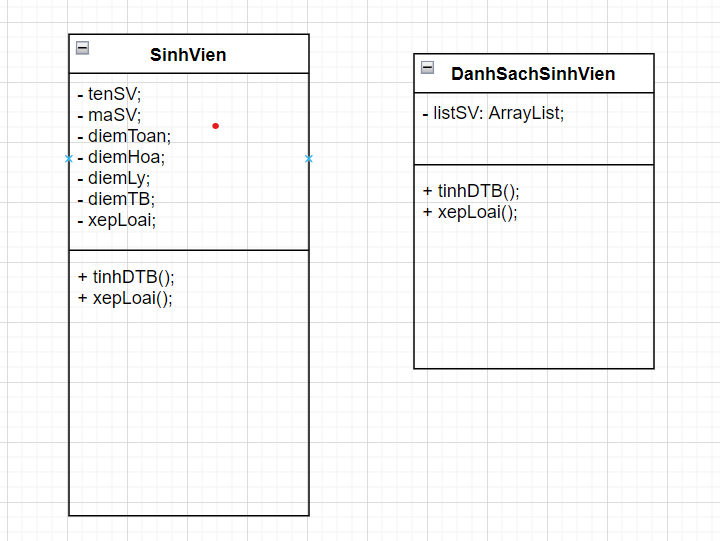 SinhVien
- tenSV;
- maSV;
- diemToan;
- diemHoa;
- diemLy;
- diemTB;
- xepLoai;
+ tinhDTB();
+ xepLoai();
DanhSachSinhVien
- listSV: ArrayList;
+ tinhDTB();
+ xepLoai();